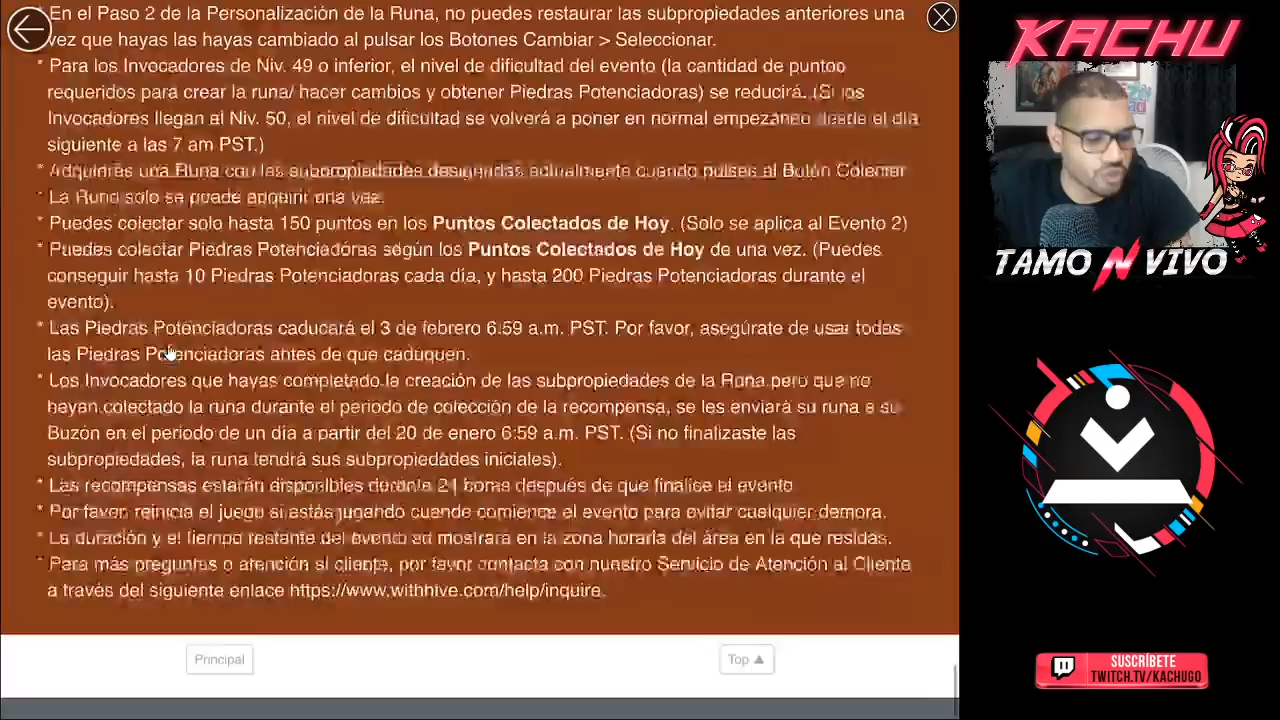 * En el Paso 2 de la Personalización de la Runa, no puedes restaurar las subpropiedades anteriores una
vez que hayas las hayas cambiado al pulsar los Botones Cambiar > Seleccionar.
* Para los Invocadores de Niv. 49 o inferior, el nivel de dificultad del evento (la cantidad de puntos
requeridos para crear la runa/ hacer cambios y obtener Piedras Potenciadoras) se reducirá. (Si los
Invocadores llegan al Niv. 50, el nivel de dificultad se volverá a poner en normal empezando desde el día
siguiente a las 7 am PST.)
* Adquirirás una Runa con las subpropiedades designadas actualmente cuando pulses el Botón Colectar
* La Runa solo se puede adquirir una vez.
* Puedes colectar solo hasta 150 puntos en los Puntos Colectados de Hoy. (Solo se aplica al Evento 2)
* Puedes colectar Piedras Potenciadoras según los Puntos Colectados de Hoy de una vez. (Puedes
conseguir hasta 10 Piedras Potenciadoras cada día, y hasta 200 Piedras Potenciadoras durante el
evento).
* Las Piedras Potenciadoras caducará el 3 de febrero 6:59 a.m. PST. Por favor, asegúrate de usar todas
las Piedras Potenciadoras antes de que caduquen.
* Los Invocadores que hayas completado la creación de las subpropiedades de la Runa pero que no
hayan colectado la runa durante el periodo de colección de la recompensa, se les enviará su runa a su
Buzón en el periodo de un día a partir del 20 de enero 6:59 a.m. PST. (Si no finalizaste las
subpropiedades, la runa tendrá sus subpropiedades iniciales).
* Las recompensas estarán disponibles durante horas después de que finalice el evento
* Por favor, reinicia el juego si estás jugando cuando comience el evento para evitar cualquier demora.
* La duración y el tiempo restante del evento se mostrará en la zona horaria del área en la que resides.
* Para más preguntas o atención al cliente, por favor contacta con nuestro Servicio de Atención al Cliente
a través del siguiente enlace https://www.withhive.com/help/inquire.
Principal
Top ▲
KACHU
TAMO N VIVO
SUSCRÍBETE
TWITCH.TV/KACHUGO